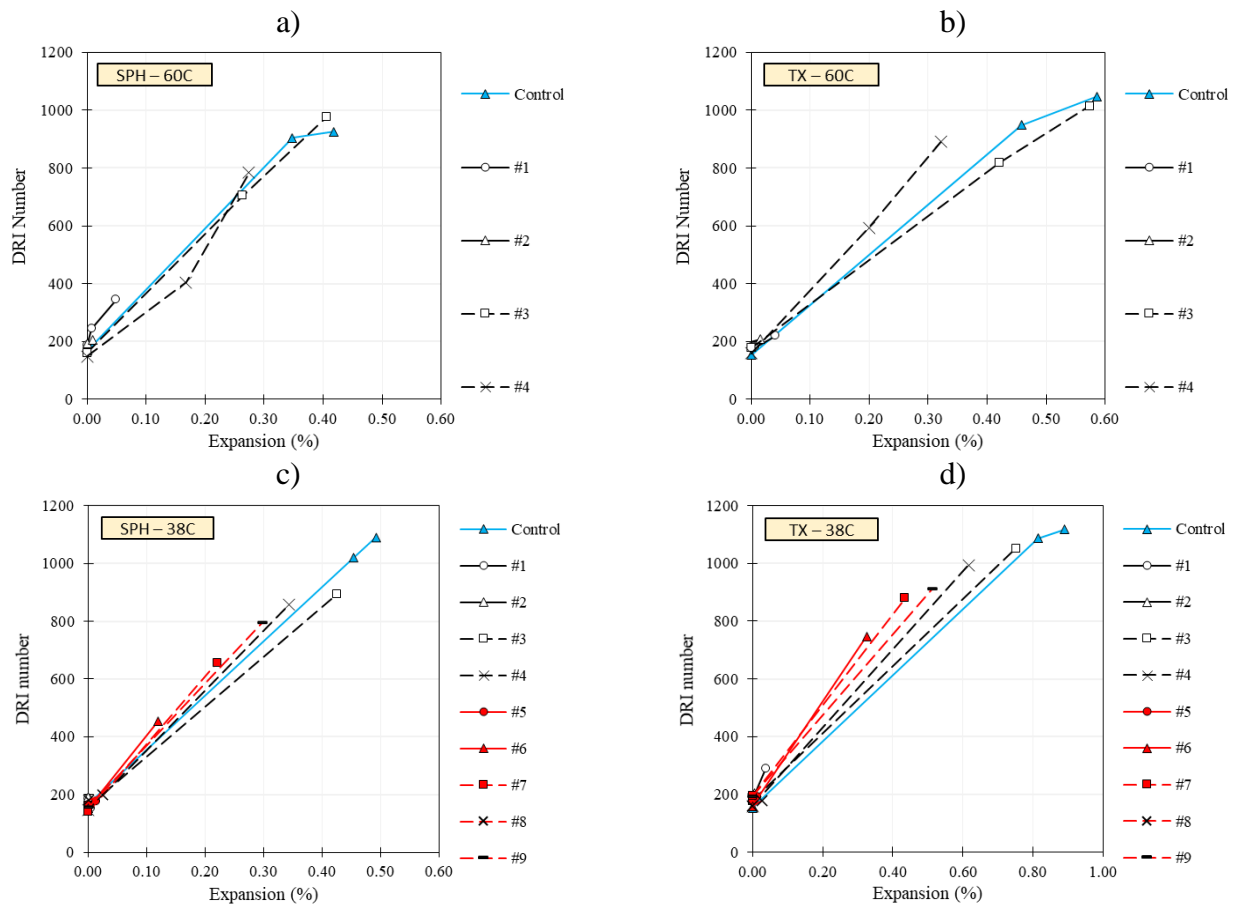 a)
SPH – 60C
DRI Number
1200
1000
800
600
400
200
0
0.00 0.10 0.20 0.30 0.40 0.50 0.60
Expansion (%)
Control
#1
#2
#3
#4
b)
TX – 60C
DRI Number
1200
1000
800
600
400
200
0
0.00 0.10 0.20 0.30 0.40 0.50 0.60
Expansion (%)
Control
#1
#2
#3
#4
c)
SPH – 38C
DRI number
1200
1000
800
600
400
200
0
0.00 0.10 0.20 0.30 0.40 0.50 0.60
Expansion (%)
Control
#1
#2
#3
#4
#5
#6
#7
#8
#9
d)
TX – 38C
DRI number
1200
1000
800
600
400
200
0
0.00 0.20 0.40 0.60 0.80 1.00
Expansion (%)
Control
#1
#2
#3
#4
#5
#6
#7
#8
#9